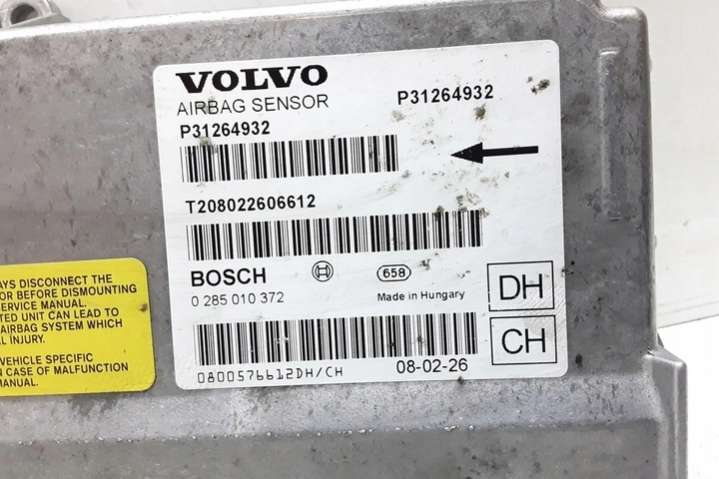 VOLVO
AIRBAG SENSOR
P31264932
P31264932
T208022606612
BOSCH
658
0 285 010 372
Made in Hungary
DH
CH
0800576612DH/CH
08-02-26
DISCONNECT THE
OR BEFORE DISMOUNTING
SERVICE MANUAL.
UNIT CAN LEAD TO
AIRBAG SYSTEM WHICH
INJURY.
VEHICLE SPECIFIC
CASE OF MALFUNCTION
MANUAL.